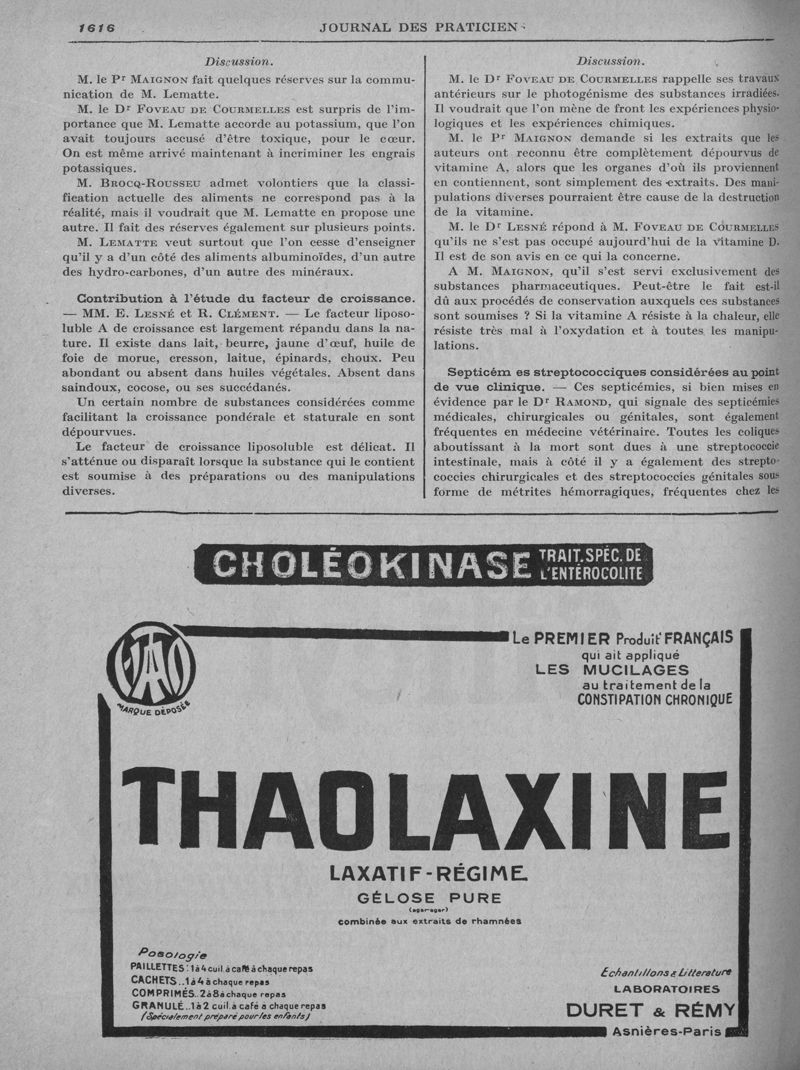 1616
JOURNAL DES PRATICIEN
Discussion.
M. le Pr MAIGNON fait quelques réserves sur la commu-
nication de M. Lematte.
M. le Dr FOVEAU DE COURMELLES est surpris de l'im-
portance que M. Lematte accorde au potassium, que l'on
avait toujours accusé d'être toxique, pour le cœur.
On est même arrivé maintenant à incriminer les engrais
potassiques.
M. BROCQ-ROUSSEU admet volontiers que la classi-
fication actuelle des aliments ne correspond pas à la
réalité, mais il voudrait que M. Lematte en propose une
autre. Il fait des réserves également sur plusieurs points.
M. LEMATTE veut surtout que l'on cesse d'enseigner
qu'il y a d'un côté des aliments albuminoïdes, d'un autre
des hydro-carbones, d'un autre des minéraux.
Contribution à l'étude du facteur de croissance.
— MM. E. LESNÉ et R. CLÉMENT. — Le facteur liposo-
luble A de croissance est largement répandu dans la na-
ture. Il existe dans lait, beurre, jaune d'œuf, huile de
foie de morue, cresson, laitue, épinards, choux. Peu
abondant ou absent dans huiles végétales. Absent dans
saindoux, cocose, ou ses succédanés.
Un certain nombre de substances considérées comme
facilitant la croissance pondérale et staturale en sont
dépourvues.
Le facteur de croissance liposoluble est délicat. Il
s'atténue ou disparaît lorsque la substance qui le contient
est soumise à des préparations ou des manipulations
diverses.
Discussion.
M. le Dr FOVEAU DE COURMELLES rappelle ses travaux
antérieurs sur le photogénisme des substances irradiées.
Il voudrait que l'on mène de front les expériences physio-
logiques et les expériences chimiques.
M. le Pr MAIGNON demande si les extraits que les
auteurs ont reconnu être complètement dépourvus de
vitamine A, alors que les organes d'où ils proviennent
en contiennent, sont simplement des extraits. Des mani-
pulations diverses pourraient être cause de la destruction
de la vitamine.
M. le Dr LESNÉ répond à M. FOVEAU DE COURMELLES
qu'ils ne s'est pas occupé aujourd'hui de la vitamine D.
Il est de son avis en ce qui la concerne.
A M. MAIGNON, qu'il s'est servi exclusivement des
substances pharmaceutiques. Peut-être le fait est-il
dû aux procédés de conservation auxquels ces substances
sont soumises ? Si la vitamine A résiste à la chaleur, elle
résiste très mal à l'oxydation et à toutes les manipu-
lations.
Septicém es streptococciques considérées au point
de vue clinique. — Ces septicémies, si bien mises en
évidence par le Dr RAMOND, qui signale des septicémies
médicales, chirurgicales ou génitales, sont également
fréquentes en médecine vétérinaire. Toutes les coliques
aboutissant à la mort sont dues à une streptococcie
intestinale, mais à côté il y a également des strepto-
coccies chirurgicales et des streptococcies génitales sous
forme de métrites hémorragiques, fréquentes chez les
CHOLÉOKINASE TRAIT. SPÉC. DE
L'ENTÉROCOLITE
MARQUE DÉPOSÉE
Le PREMIER Produit FRANÇAIS
qui ait appliqué
LES MUCILAGES
au traitement de la
CONSTIPATION CHRONIQUE
THAOLAXINE
LAXATIF-RÉGIME
GÉLOSE PURE
(agar-agar)
combinée aux extraits de rhamnées
Posologie
PAILLETTES : 1 à 4 cuil. à café à chaque repas
CACHETS..1 à 4 à chaque repas
COMPRIMÉS..2 à 8 à chaque repas
GRANULÉ..1 à 2 cuil. à café à chaque repas
(Spécialement préparé pour les enfants)
Échantillons & Litterature
LABORATOIRES
DURET & RÉMY
Asnières-Paris